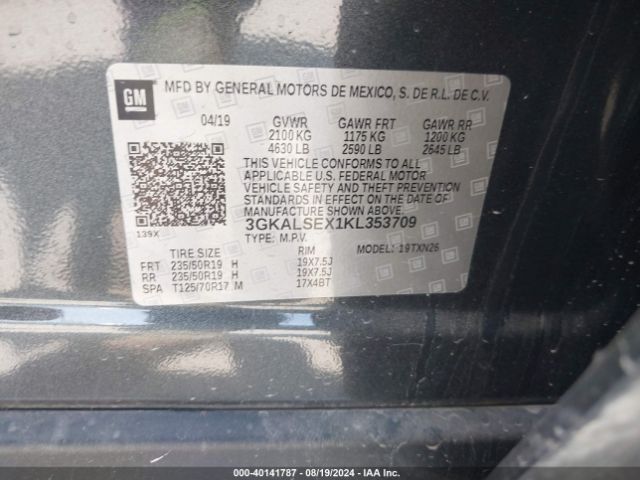 GM
MFD BY GENERAL MOTORS DE MEXICO, S. DE R.L. DE C.V.
04/19 GVWR GAWR FRT GAWR RR
2100 KG 1175 KG 1200 KG
4630 LB 2590 LB 2645 LB
THIS VEHICLE CONFORMS TO ALL
APPLICABLE U.S. FEDERAL MOTOR
VEHICLE SAFETY AND THEFT PREVENTION
STANDARDS IN EFFECT ON THE DATE OF
MANUFACTURE SHOWN ABOVE.
139X 3GKALSEX1KL353709
TYPE: M.P.V. MODEL: 19TXN26
TIRE SIZE RIM
FRT 235/50R19 H 19X7.5J
RR 235/50R19 H 19X7.5J
SPA T125/70R17 M 17X4BT
000-40141787 - 08/19/2024 - IAA Inc.